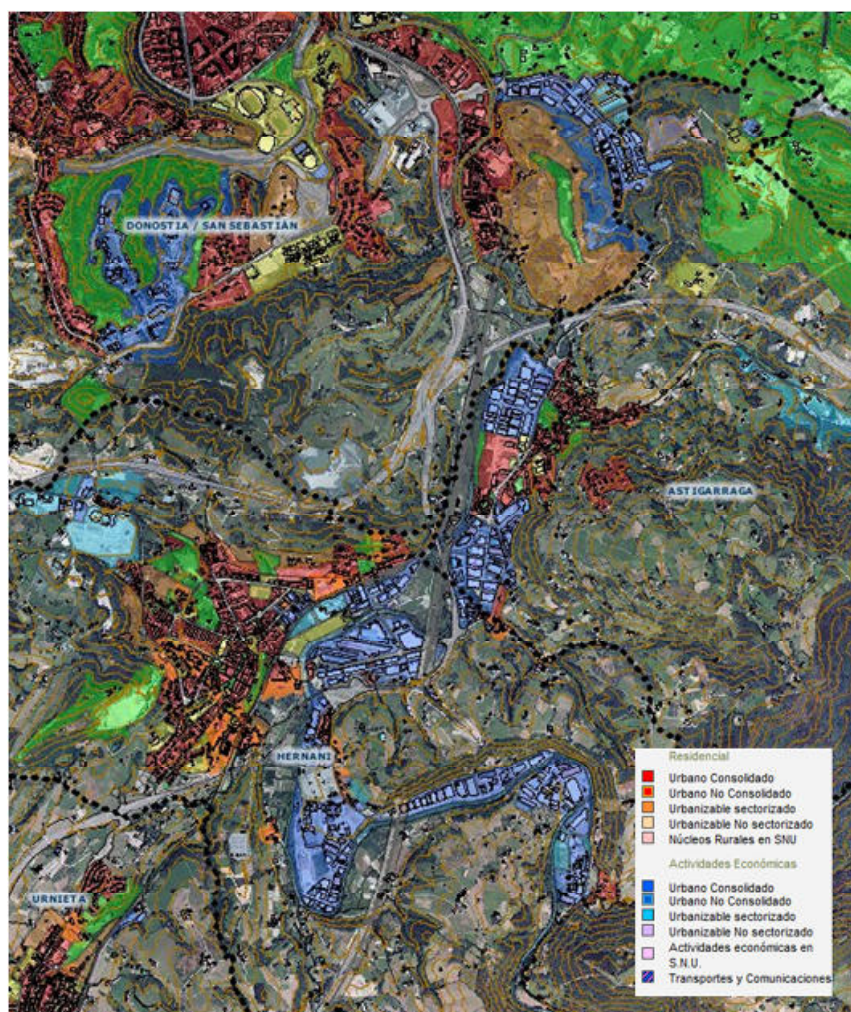 DONOSTIA / SAN SEBASTIÁN
ASTIGARRAGA
HERNANI
URNIETA
Residencial
Urbano Consolidado
Urbano No Consolidado
Urbanizable sectorizado
Urbanizable No sectorizado
Núcleos Rurales en SNU
Actividades Económicas
Urbano Consolidado
Urbano No Consolidado
Urbanizable sectorizado
Urbanizable No sectorizado
Actividades económicas en
S.N.U.
Transportes y Comunicaciones